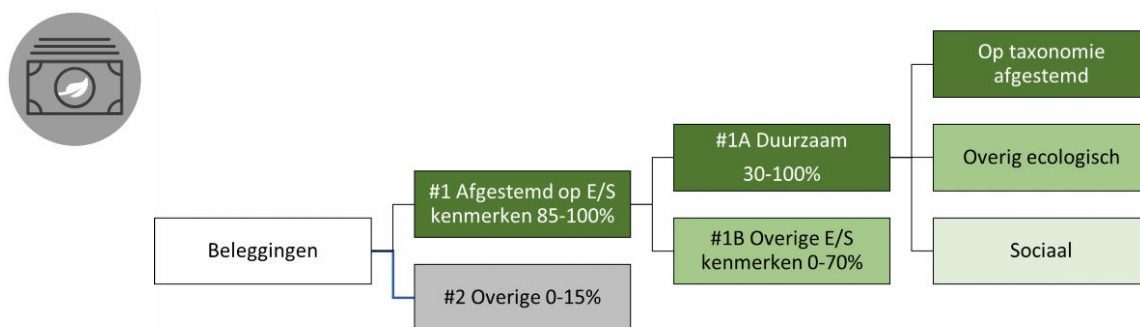 Beleggingen
#1 Afgestemd op E/S
kenmerken 85-100%
#2 Overige 0-15%
#1A Duurzaam
30-100%
#1B Overige E/S
kenmerken 0-70%
Op taxonomie
afgestemd
Overig ecologisch
Sociaal